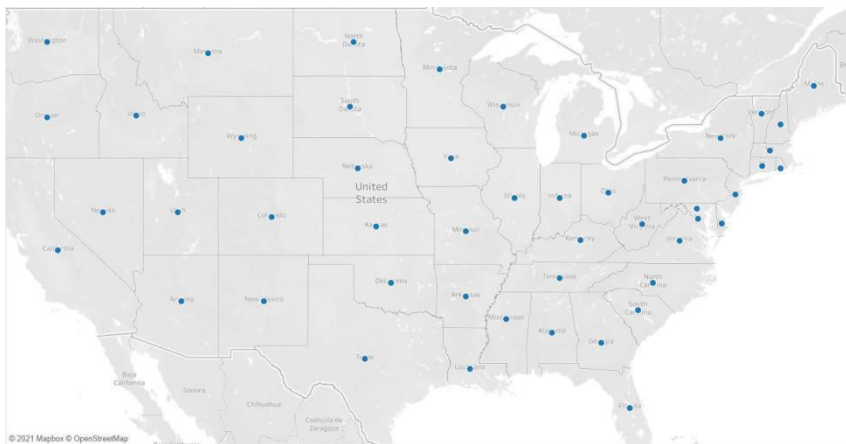 Washington
Montana
North
Dakota
Minnesota
Maine
Oregon
Idaho
South
Dakota
Wisconsin
Michigan
Vermont
New York
Wyoming
Nebraska
Iowa
Pennsylvania
United
States
Illinois
Indiana
Ohio
Nevada
Utah
Colorado
Kansas
Missouri
West
Virginia
Kentucky
Virginia
California
Oklahoma
Tennessee
North
Carolina
Arizona
New Mexico
Arkansas
South
Carolina
Mississippi
Alabama
Georgia
Texas
Louisiana
Baja
California
Sonora
Chihuahua
Florida
Coahuila de
Zaragoza
© 2021 Mapbox © OpenStreetMap